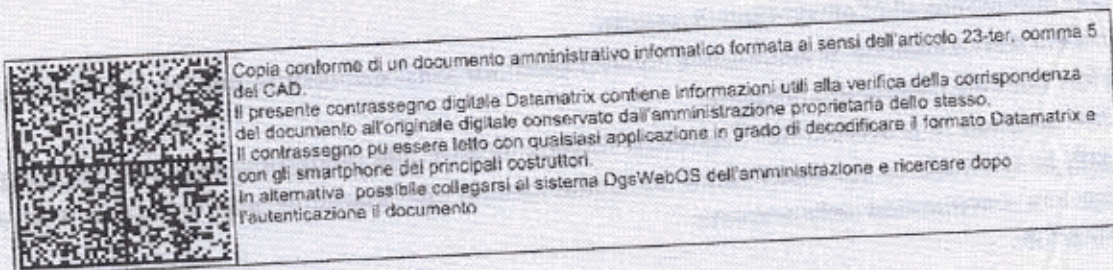 Copia conforme di un documento amministrativo informatico formata ai sensi dell'articolo 23-ter, comma 5
del CAD.
Il presente contrassegno digitale Datamatrix contiene informazioni utili alla verifica della corrispondenza
del documento all'originale digitale conservato dall'amministrazione proprietaria dello stesso.
Il contrassegno pu essere letto con qualsiasi applicazione in grado di decodificare il formato Datamatrix e
con gli smartphone dei principali costruttori.
In alternativa possibile collegarsi al sistema DgsWebOS dell'amministrazione e ricercare dopo
l'autenticazione il documento